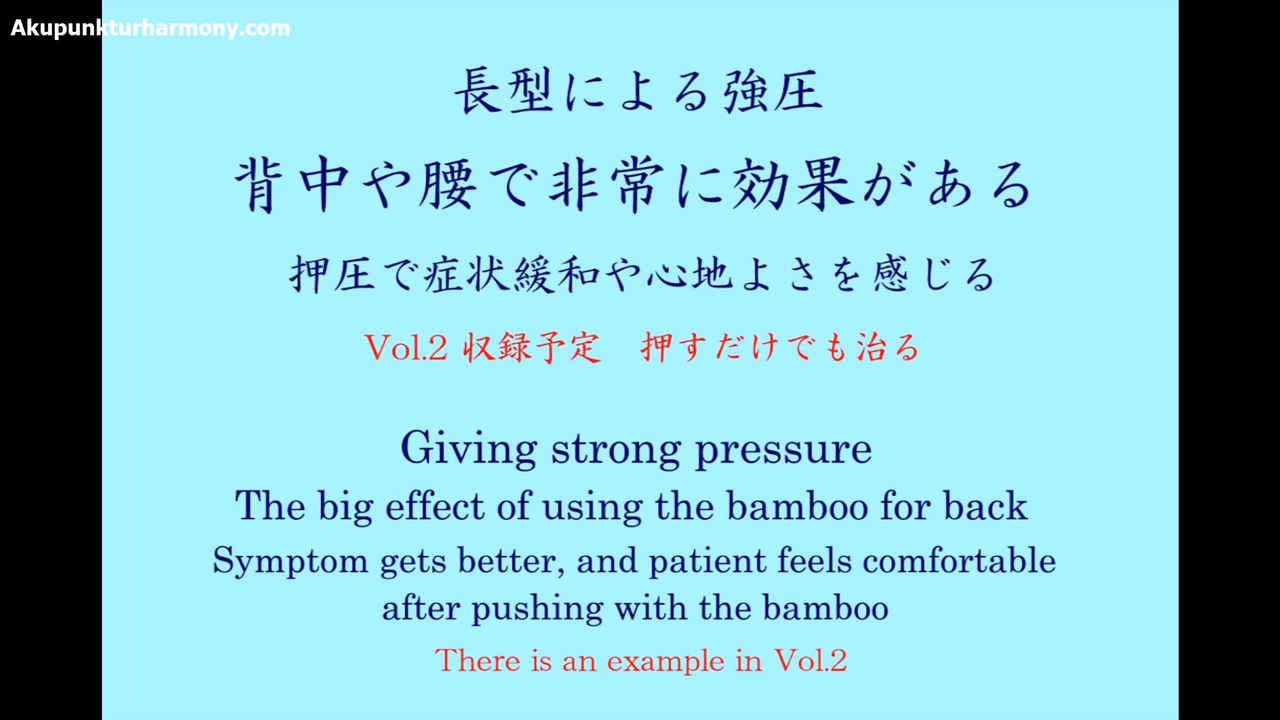 Akupunkturharmony.com
長型による強圧
背中や腰で非常に効果がある
押圧で症状緩和や心地よさを感じる
Vol.2 収録予定　押すだけでも治る
Giving strong pressure
The big effect of using the bamboo for back
Symptom gets better, and patient feels comfortable
after pushing with the bamboo
There is an example in Vol.2